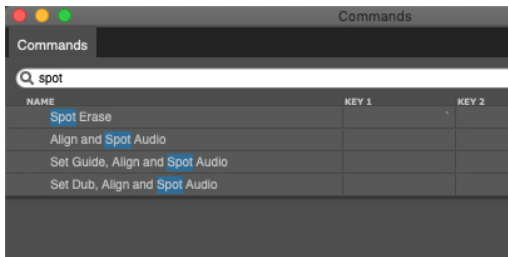 Commands
Commands
spot
NAME KEY 1 KEY 2
Spot Erase `
Align and Spot Audio
Set Guide, Align and Spot Audio
Set Dub, Align and Spot Audio